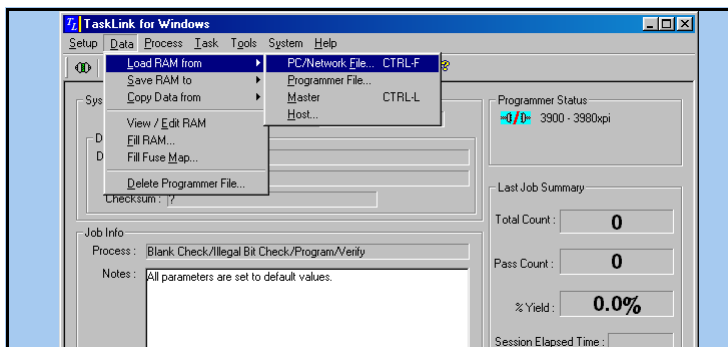 TL TaskLink for Windows
Setup Data Process Task Tools System Help
Load RAM from
Save RAM to
Copy Data from
View / Edit RAM
Fill RAM...
Fill Fuse Map...
Delete Programmer File...
PC/Network File... CTRL-F
Programmer File...
Master CTRL-L
Host...
Sys
D
D
Checksum : ?
Job Info
Process : Blank Check/Illegal Bit Check/Program/Verify
Notes : All parameters are set to default values.
Programmer Status
3900 - 3980xpi
Last Job Summary
Total Count : 0
Pass Count : 0
% Yield : 0.0%
Session Elapsed Time :